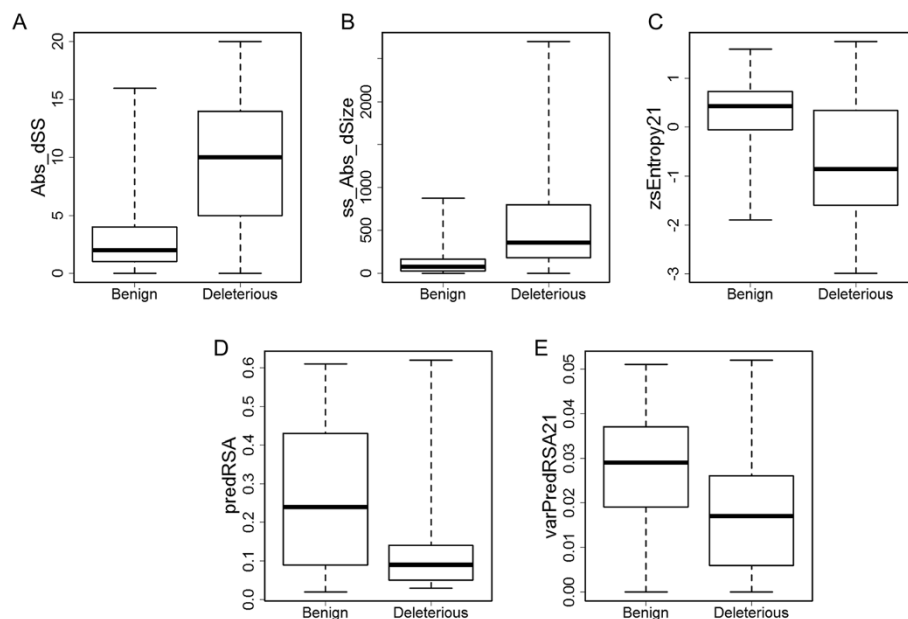 A
Abs_dSS
20
15
10
5
0
Benign
Deleterious
B
ss_Abs_dSize
2000
1000
500
0
Benign
Deleterious
C
zsEntropy21
1
0
-1
-2
-3
Benign
Deleterious
D
predRSA
0.6
0.5
0.4
0.3
0.2
0.1
0.0
Benign
Deleterious
E
varPredRSA21
0.05
0.04
0.03
0.02
0.01
0.00
Benign
Deleterious